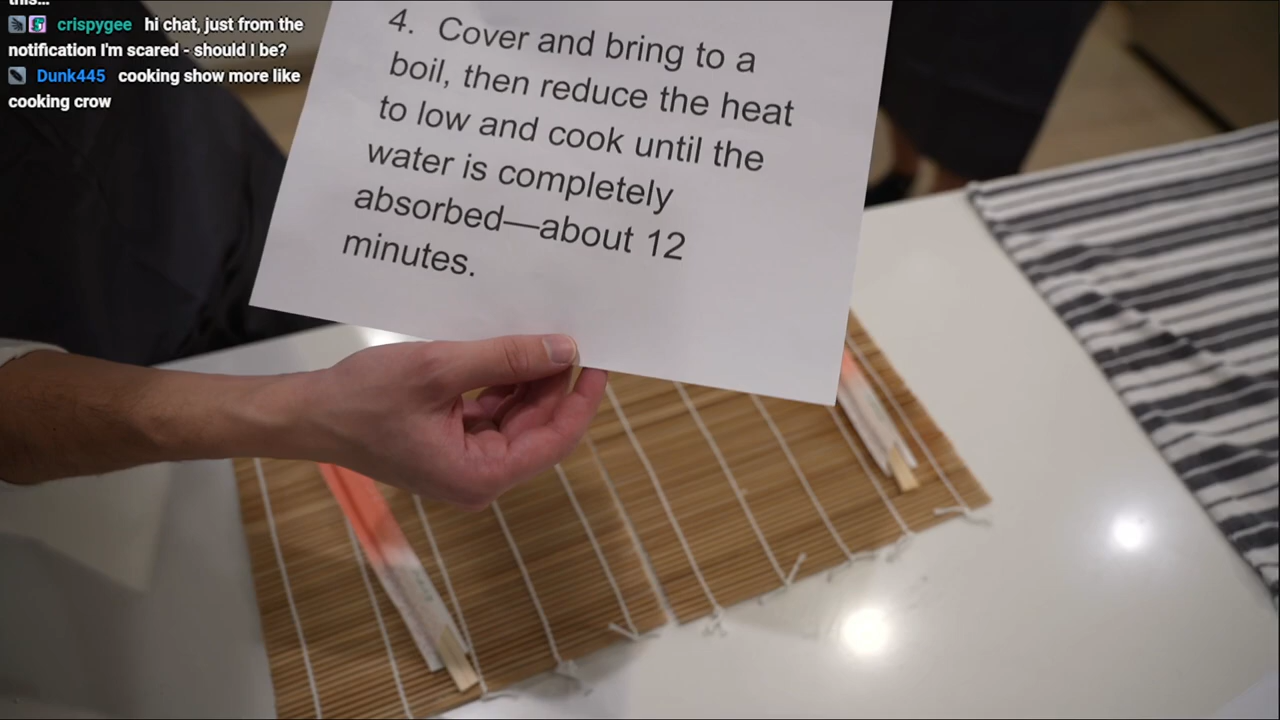 this...
crispygee hi chat, just from the
notification I'm scared - should I be?
Dunk445 cooking show more like
cooking crow
4. Cover and bring to a
boil, then reduce the heat
to low and cook until the
water is completely
absorbed—about 12
minutes.